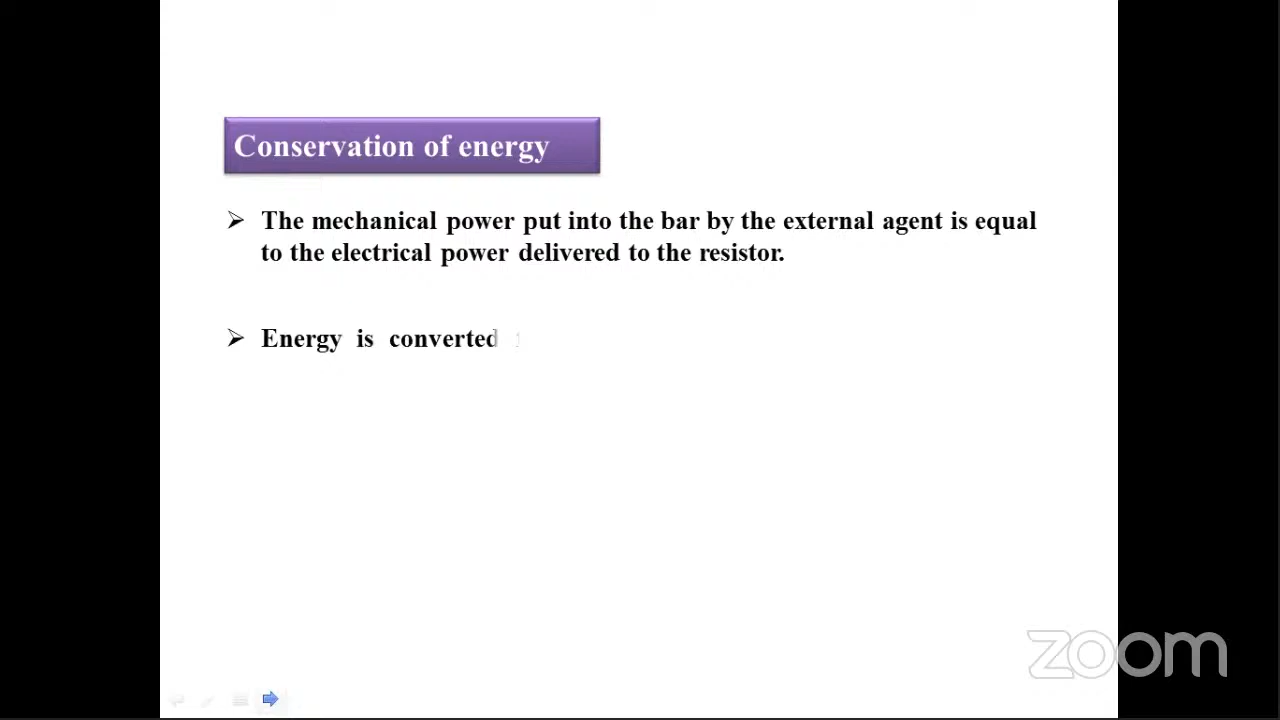 Conservation of energy
The mechanical power put into the bar by the external agent is equal
to the electrical power delivered to the resistor.
Energy is converted
zoom